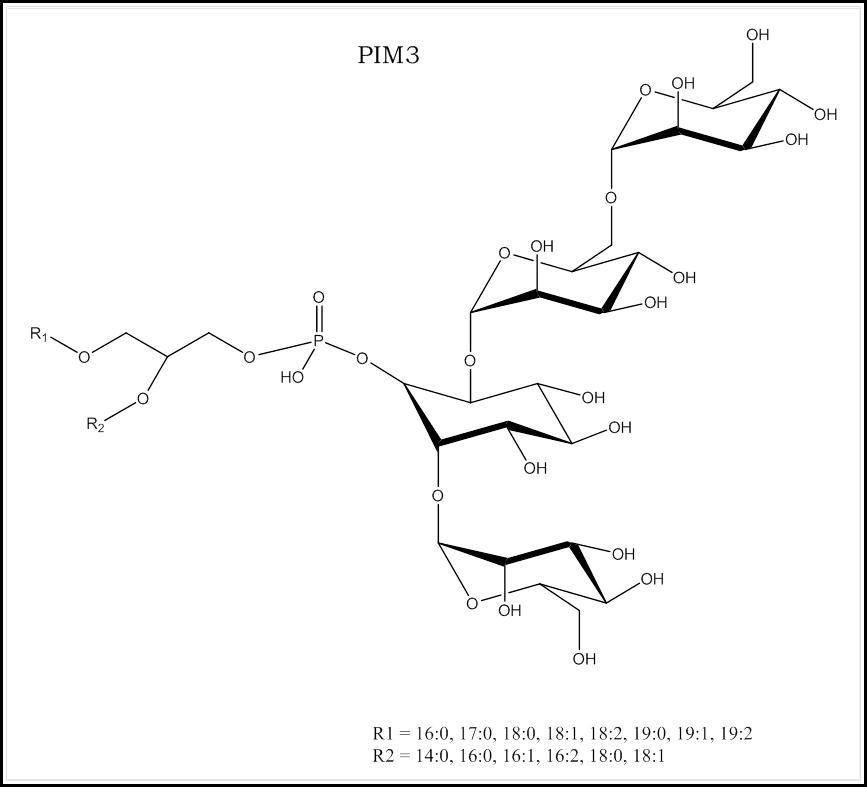 PIM3
OH
OH
O
OH
OH
O
OH
O
OH
OH
O
R1
O
O
P
O
O
HO
O
R2
OH
OH
OH
O
OH
OH
O
OH
OH
R1 = 16:0, 17:0, 18:0, 18:1, 18:2, 19:0, 19:1, 19:2
R2 = 14:0, 16:0, 16:1, 16:2, 18:0, 18:1